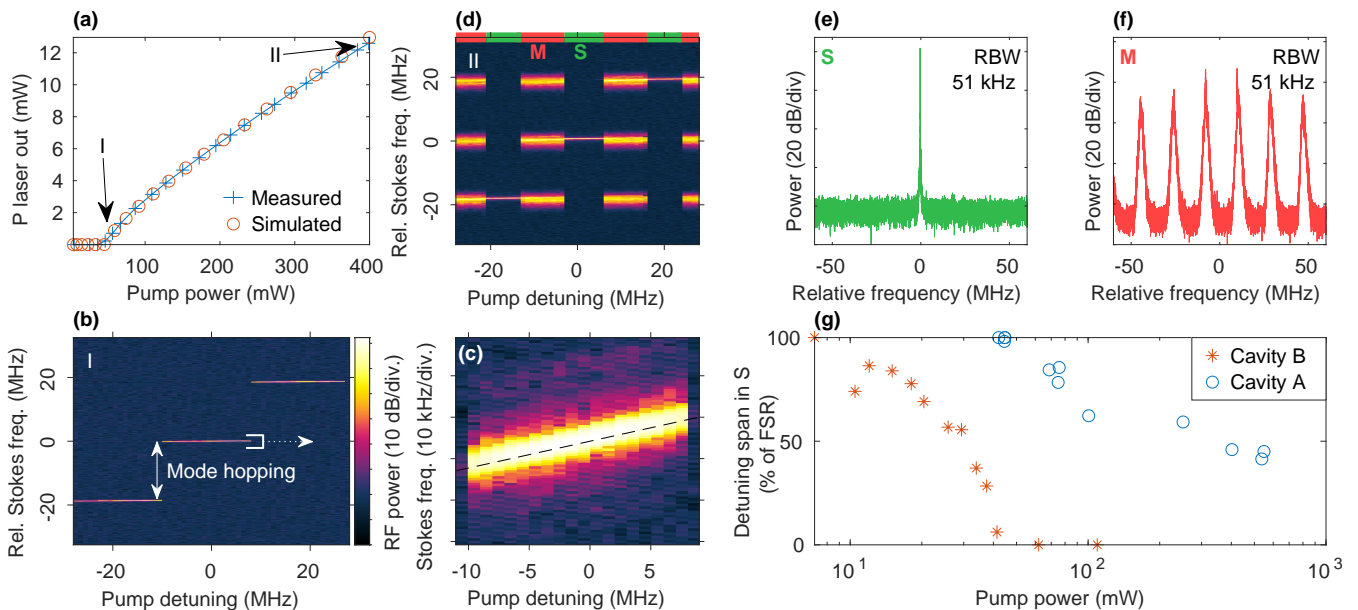 (a)
P laser out (mW)
12
10
8
6
4
2
I
II
Measured
Simulated
100
200
300
400
Pump power (mW)
(d)
Rel. Stokes freq. (MHz)
20
0
-20
II
M
S
-20
0
20
Pump detuning (MHz)
(e)
S
RBW
51 kHz
Power (20 dB/div)
-50
0
50
Relative frequency (MHz)
(f)
M
RBW
51 kHz
Power (20 dB/div)
-50
0
50
Relative frequency (MHz)
(b)
Rel. Stokes freq. (MHz)
20
0
-20
I
Mode hopping
-20
0
20
Pump detuning (MHz)
RF power (10 dB/div.)
(c)
Stokes freq. (10 kHz/div.)
-10
-5
0
5
Pump detuning (MHz)
(g)
Detuning span in S
(% of FSR)
100
50
0
Cavity B
Cavity A
10^1
10^2
10^3
Pump power (mW)